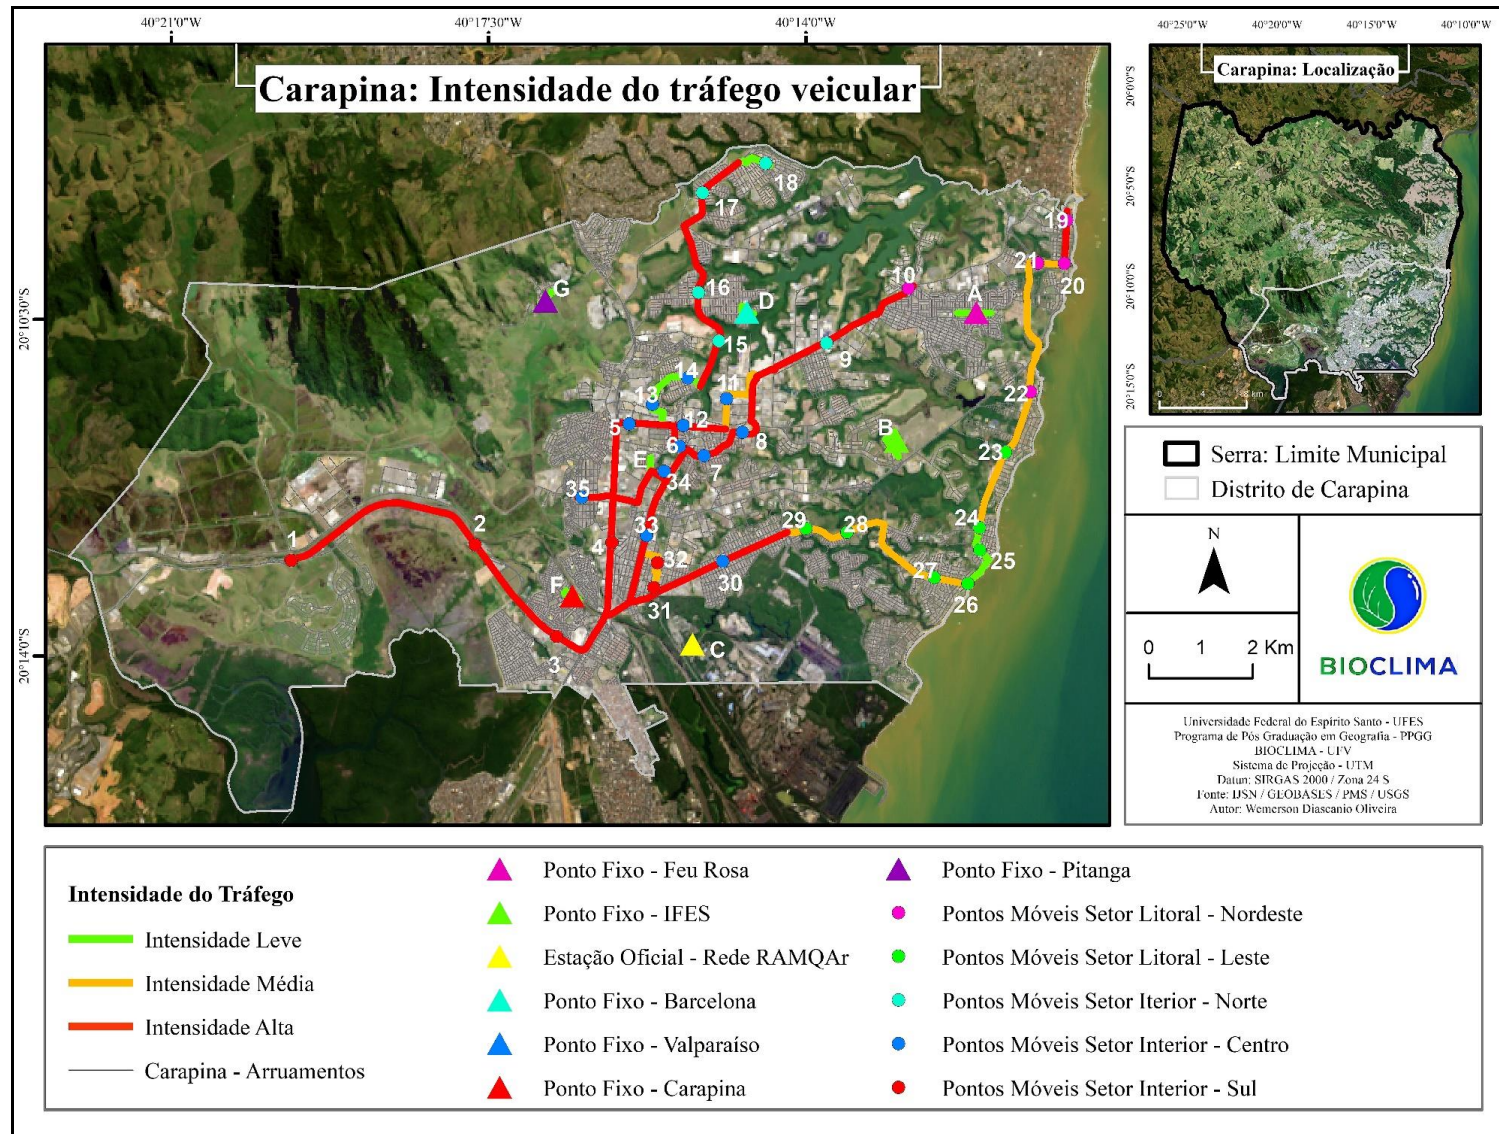 40°21'0"W
40°17'30"W
40°14'0"W
40°25'0"W
40°20'0"W
40°15'0"W
40°10'0"W
Carapina: Intensidade do tráfego veicular
Carapina: Localização
20°10'30"S
20°14'0"S
20°0'0"S
20°5'0"S
20°10'0"S
20°15'0"S
18
17
19
21
20
G
16
D
10
A
15
9
14
13
11
22
5
12
8
B
6
7
23
E
34
35
2
1
4
33
29
28
24
32
25
30
27
26
F
31
3
C
0 4 8 km
Serra: Limite Municipal
Distrito de Carapina
N
0 1 2 Km
BIOCLIMA
Universidade Federal do Espírito Santo - UFES
Programa de Pós Graduação em Geografia - PPGG
BIOCLIMA - UFV
Sistema de Projeção - UTM
Datun: SIRGAS 2000 / Zona 24 S
Fonte: IJSN / GEOBASES / PMS / USGS
Autor: Wemerson Diascanio Oliveira
Intensidade do Tráfego
Intensidade Leve
Intensidade Média
Intensidade Alta
Carapina - Arruamentos
Ponto Fixo - Feu Rosa
Ponto Fixo - IFES
Estação Oficial - Rede RAMQAr
Ponto Fixo - Barcelona
Ponto Fixo - Valparaíso
Ponto Fixo - Carapina
Ponto Fixo - Pitanga
Pontos Móveis Setor Litoral - Nordeste
Pontos Móveis Setor Litoral - Leste
Pontos Móveis Setor Iterior - Norte
Pontos Móveis Setor Interior - Centro
Pontos Móveis Setor Interior - Sul